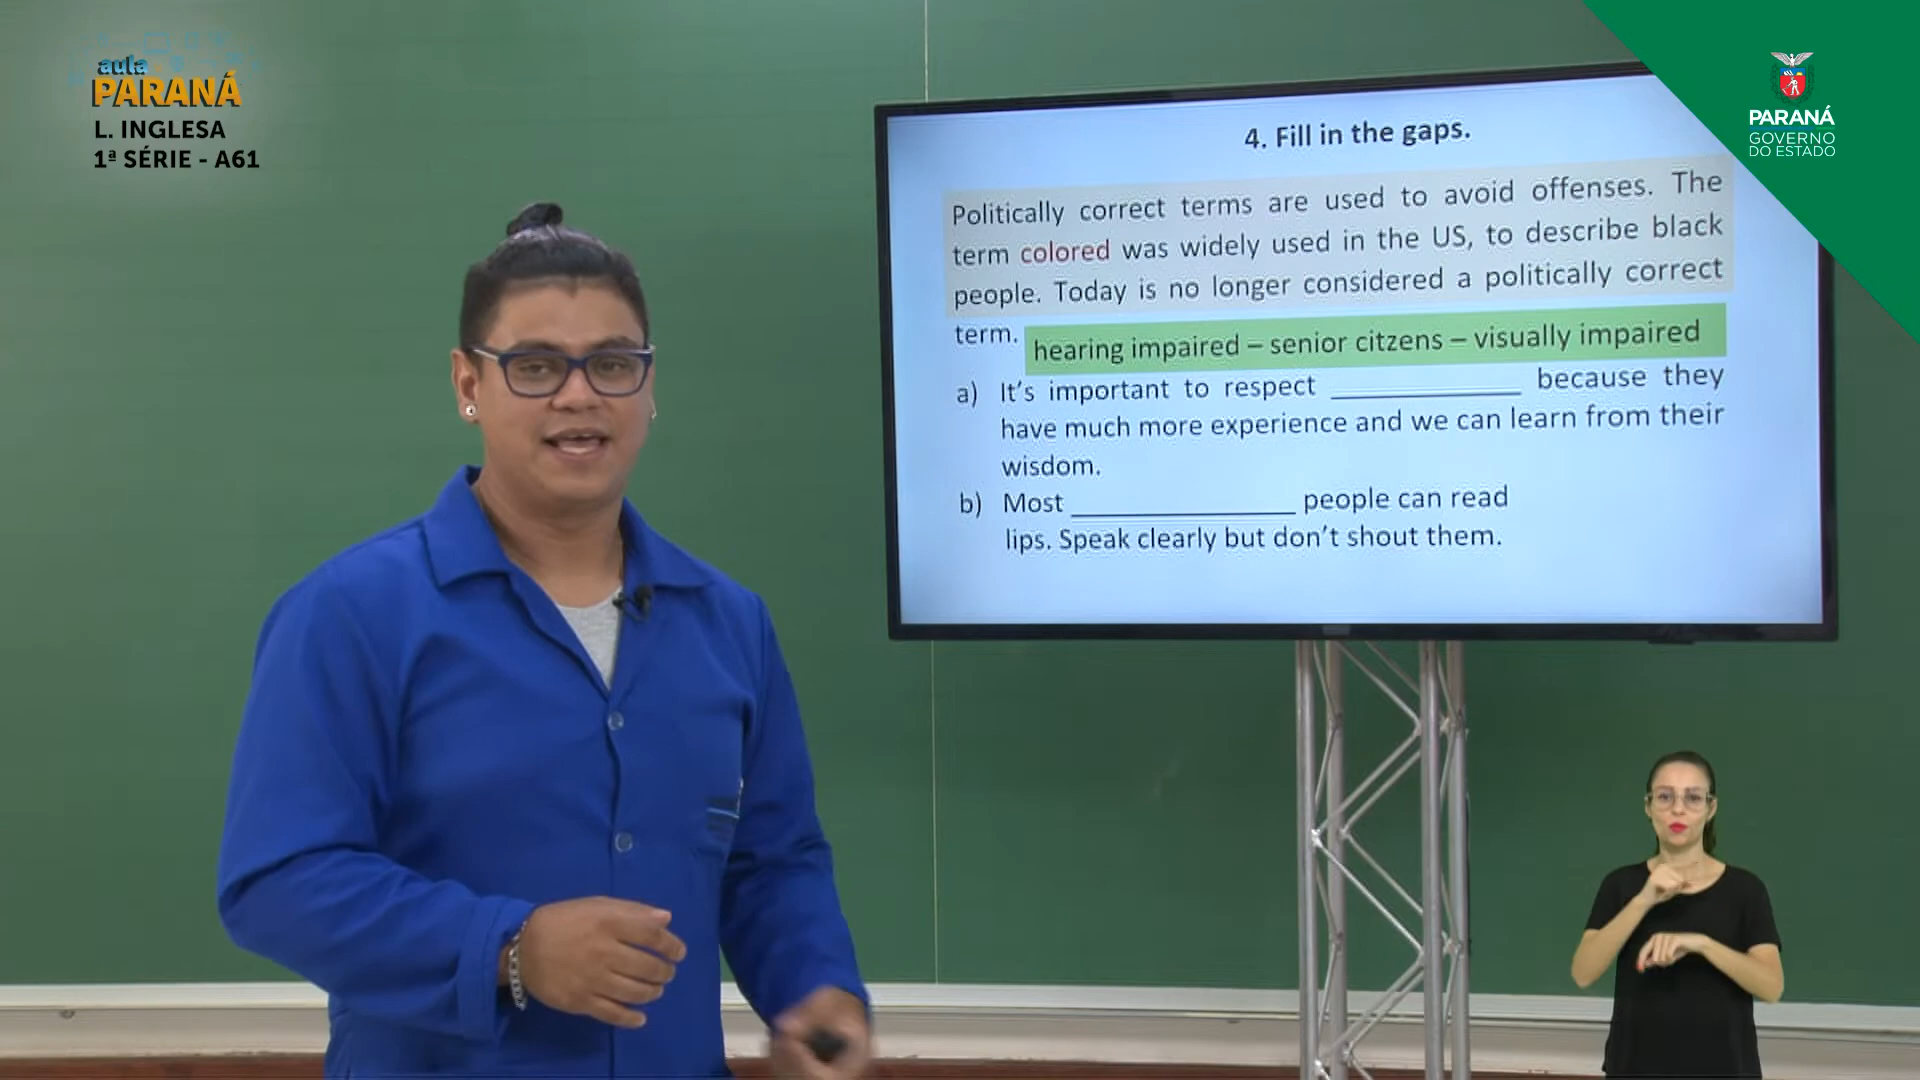 aula
PARANÁ
L. INGLESA
1ª SÉRIE - A61
PARANÁ
GOVERNO
DO ESTADO
4. Fill in the gaps.
Politically correct terms are used to avoid offenses. The
term colored was widely used in the US, to describe black
people. Today is no longer considered a politically correct
term.
hearing impaired – senior citzens – visually impaired
a) It's important to respect ____________ because they
have much more experience and we can learn from their
wisdom.
b) Most ______________ people can read
lips. Speak clearly but don't shout them.